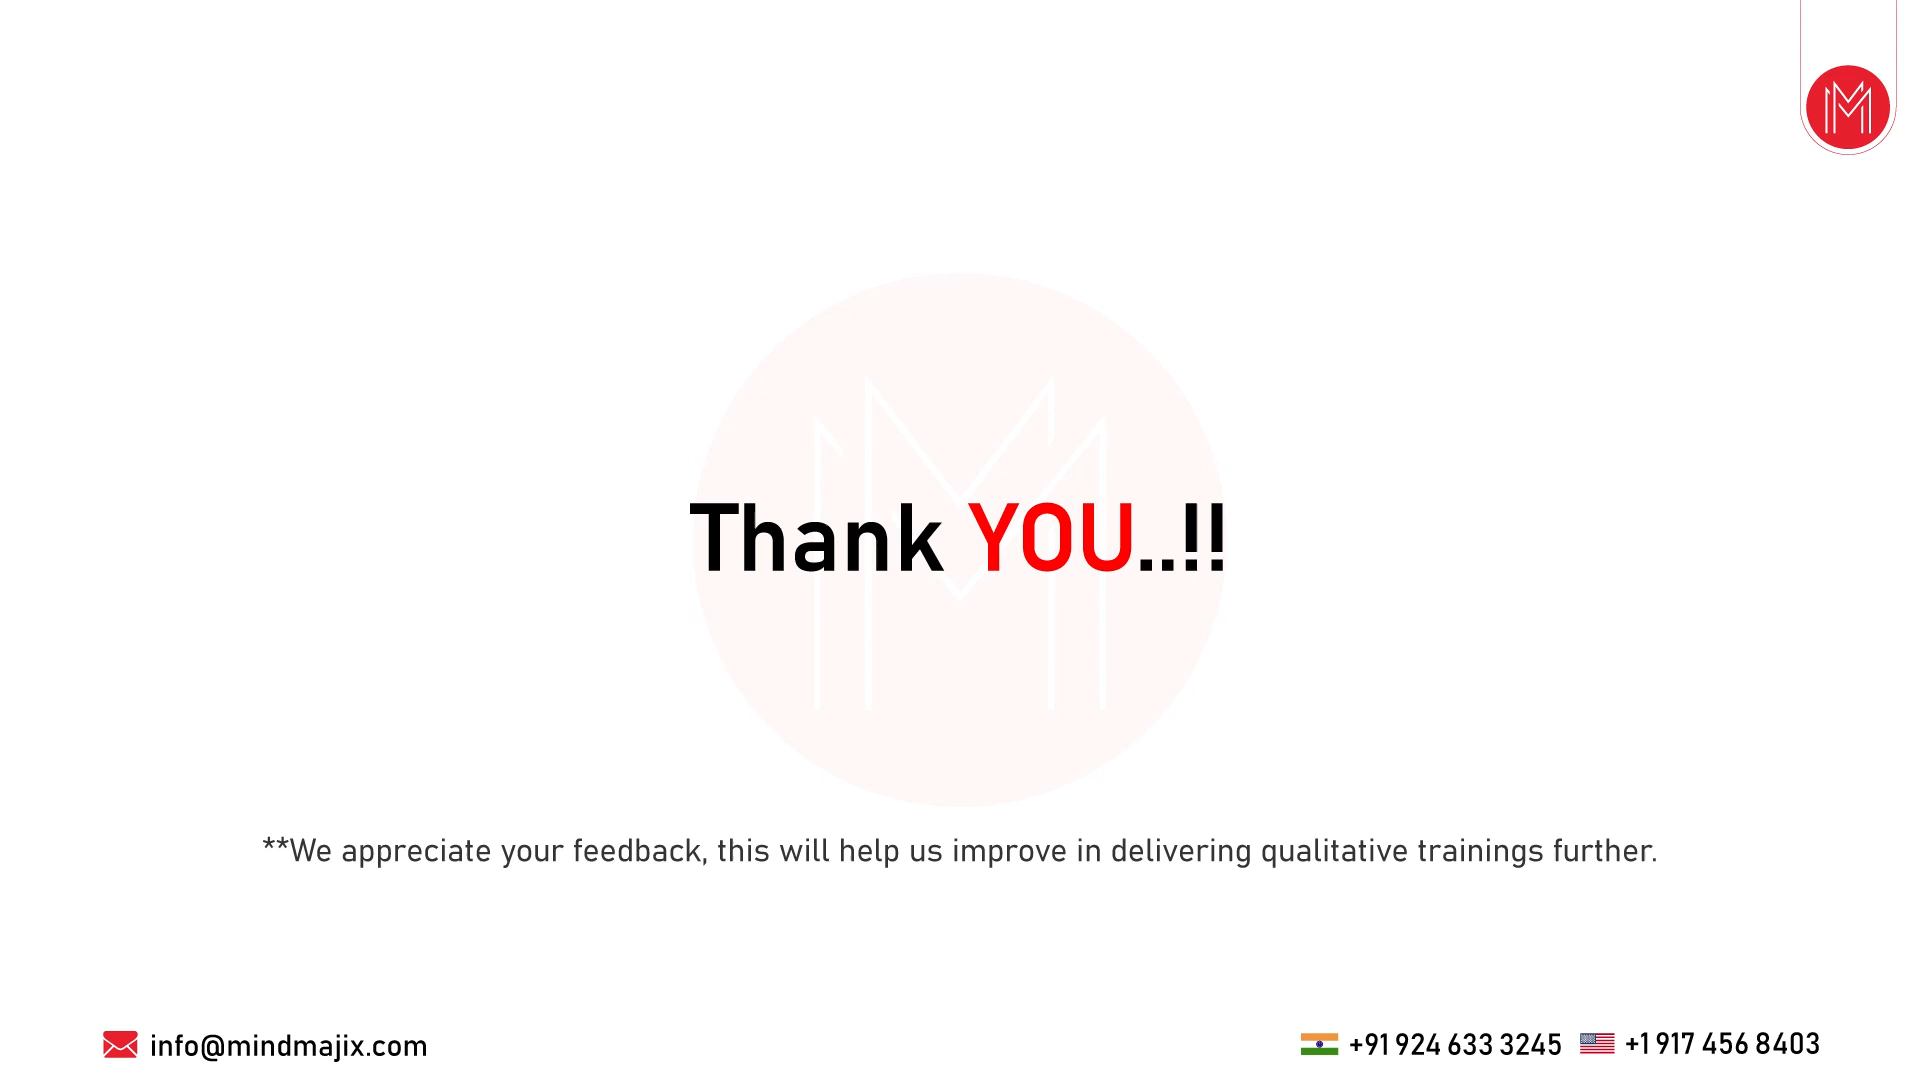 Thank YOU..!!
**We appreciate your feedback, this will help us improve in delivering qualitative trainings further.
info@mindmajix.com
+91 924 633 3245
+1 917 456 8403